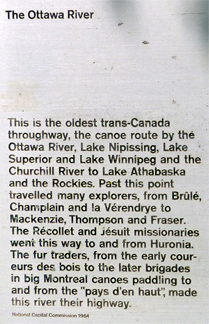 The Ottawa River
This is the oldest trans-Canada
throughway, the canoe route by the
Ottawa River, Lake Nipissing, Lake
Superior and Lake Winnipeg and the
Churchill River to Lake Athabaska
and the Rockies. Past this point
travelled many explorers, from Brûlé,
Champlain and la Vérendrye to
Mackenzie, Thompson and Fraser.
The Récollet and Jésuit missionaries
went this way to and from Huronia.
The fur traders, from the early cour-
eurs des bois to the later brigades
in big Montreal canoes paddling to
and from the "pays d'en haut", made
this river their highway.
National Capital Commission 1964